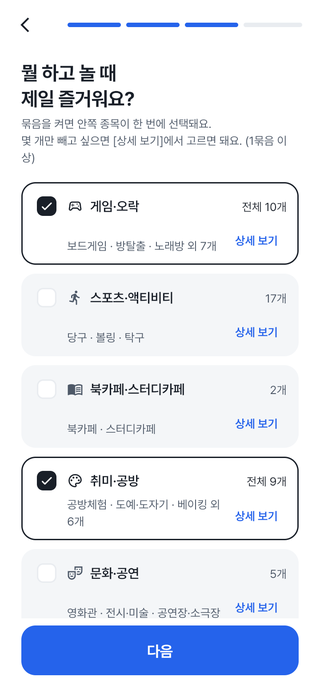 뭘 하고 놀 때
제일 즐거워요?
묶음을 켜면 안쪽 종목이 한 번에 선택돼요.
몇 개만 빼고 싶으면 [상세 보기]에서 고르면 돼요. (1묶음 이
상)
게임·오락
전체 10개
보드게임 · 방탈출 · 노래방 외 7개
상세 보기
스포츠·액티비티
17개
당구 · 볼링 · 탁구
상세 보기
북카페·스터디카페
2개
북카페 · 스터디카페
상세 보기
취미·공방
전체 9개
공방체험 · 도예·도자기 · 베이킹 외
6개
상세 보기
문화·공연
5개
영화관 · 전시·미술 · 공연장·소극장
상세 보기
다음